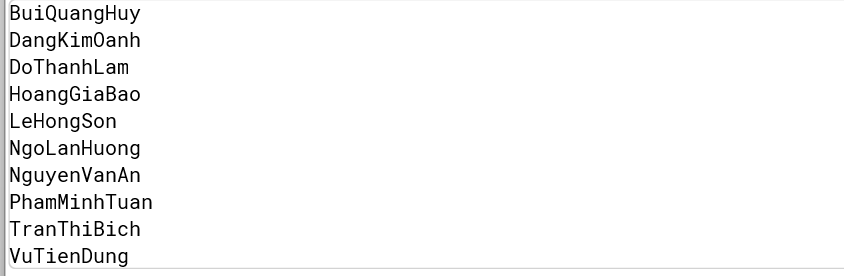 BuiQuangHuy
DangKimOanh
DoThanhLam
HoangGiaBao
LeHongSon
NgoLanHuong
NguyenVanAn
PhamMinhTuan
TranThiBich
VuTienDung